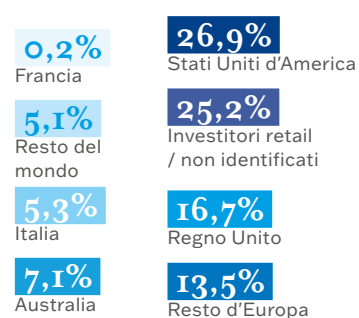 0,2%
Francia
5,1%
Resto del
mondo
5,3%
Italia
7,1%
Australia
26,9%
Stati Uniti d'America
25,2%
Investitori retail
/ non identificati
16,7%
Regno Unito
13,5%
Resto d'Europa